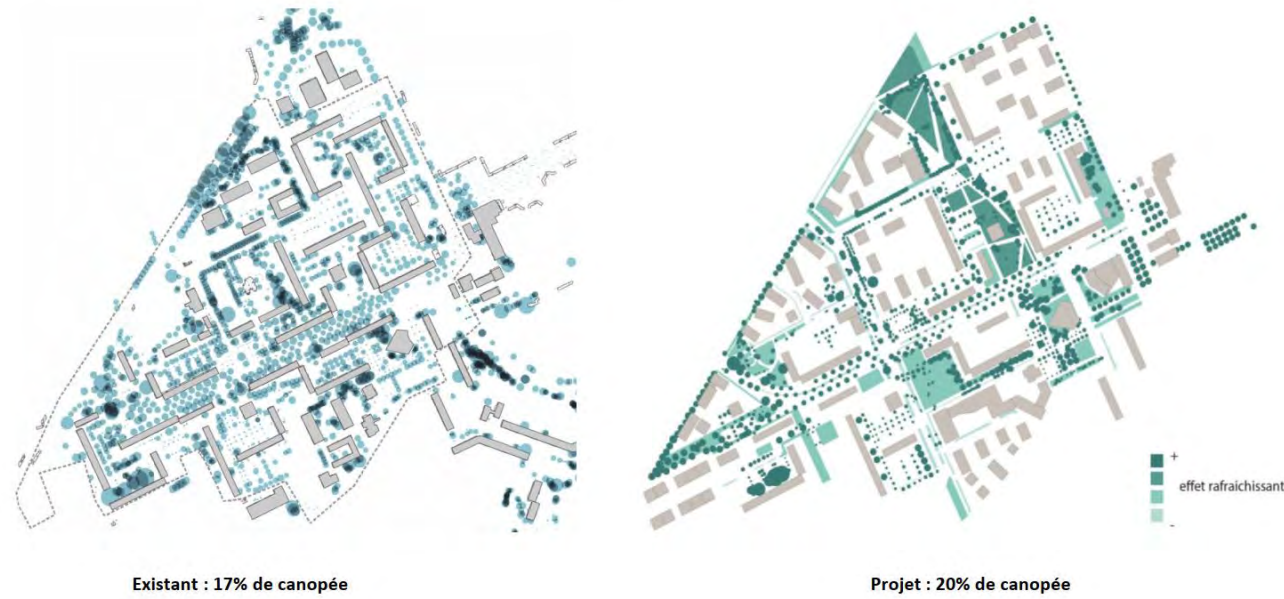 +
effet rafraichissant
-
Existant : 17% de canopée
Projet : 20% de canopée